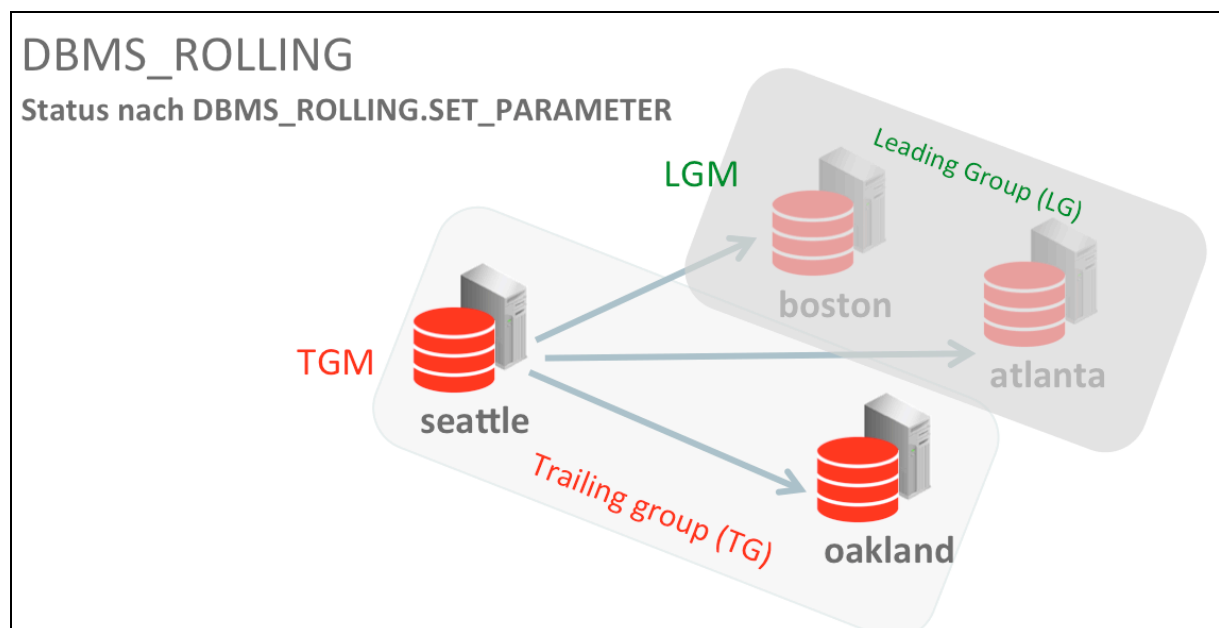 DBMS_ROLLING
Status nach DBMS_ROLLING.SET_PARAMETER
Leading Group (LG)
LGM
boston
atlanta
TGM
seattle
Trailing group (TG)
oakland